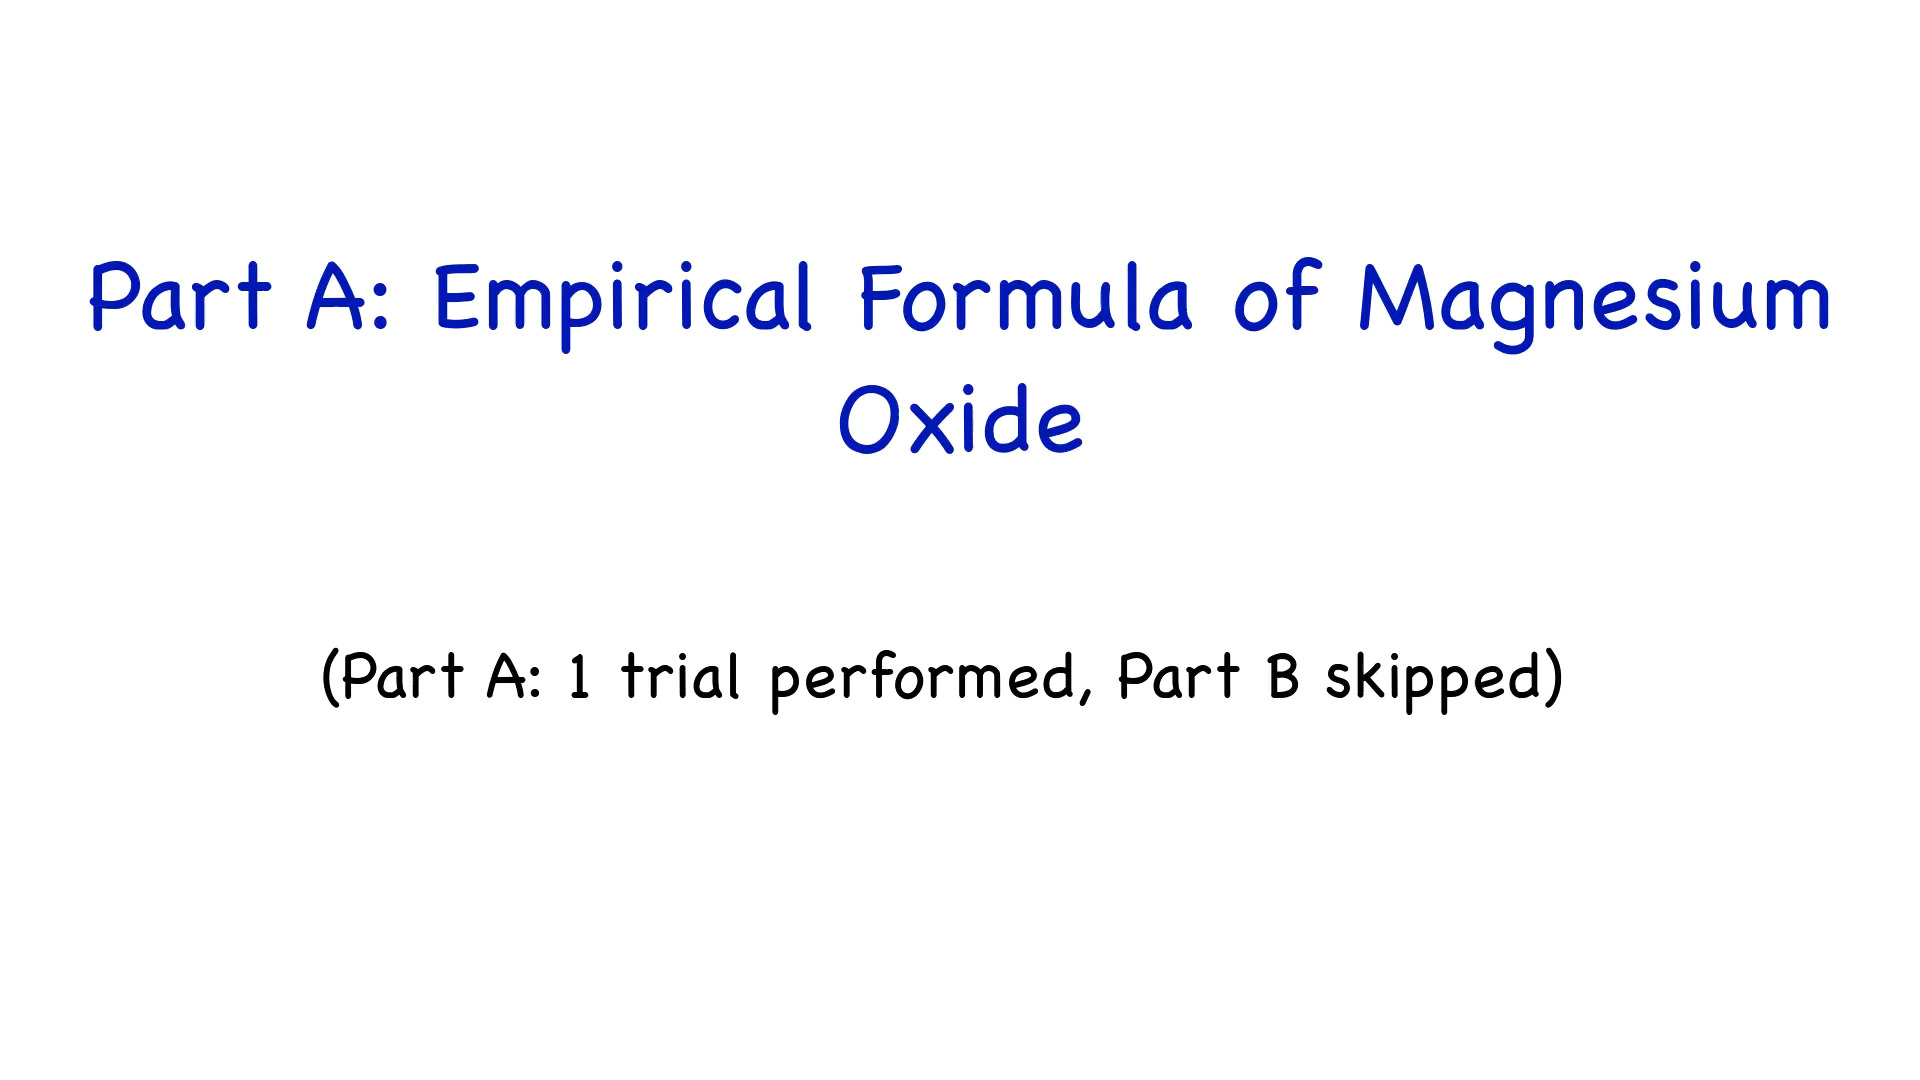 Part A: Empirical Formula of Magnesium
Oxide
(Part A: 1 trial performed, Part B skipped)